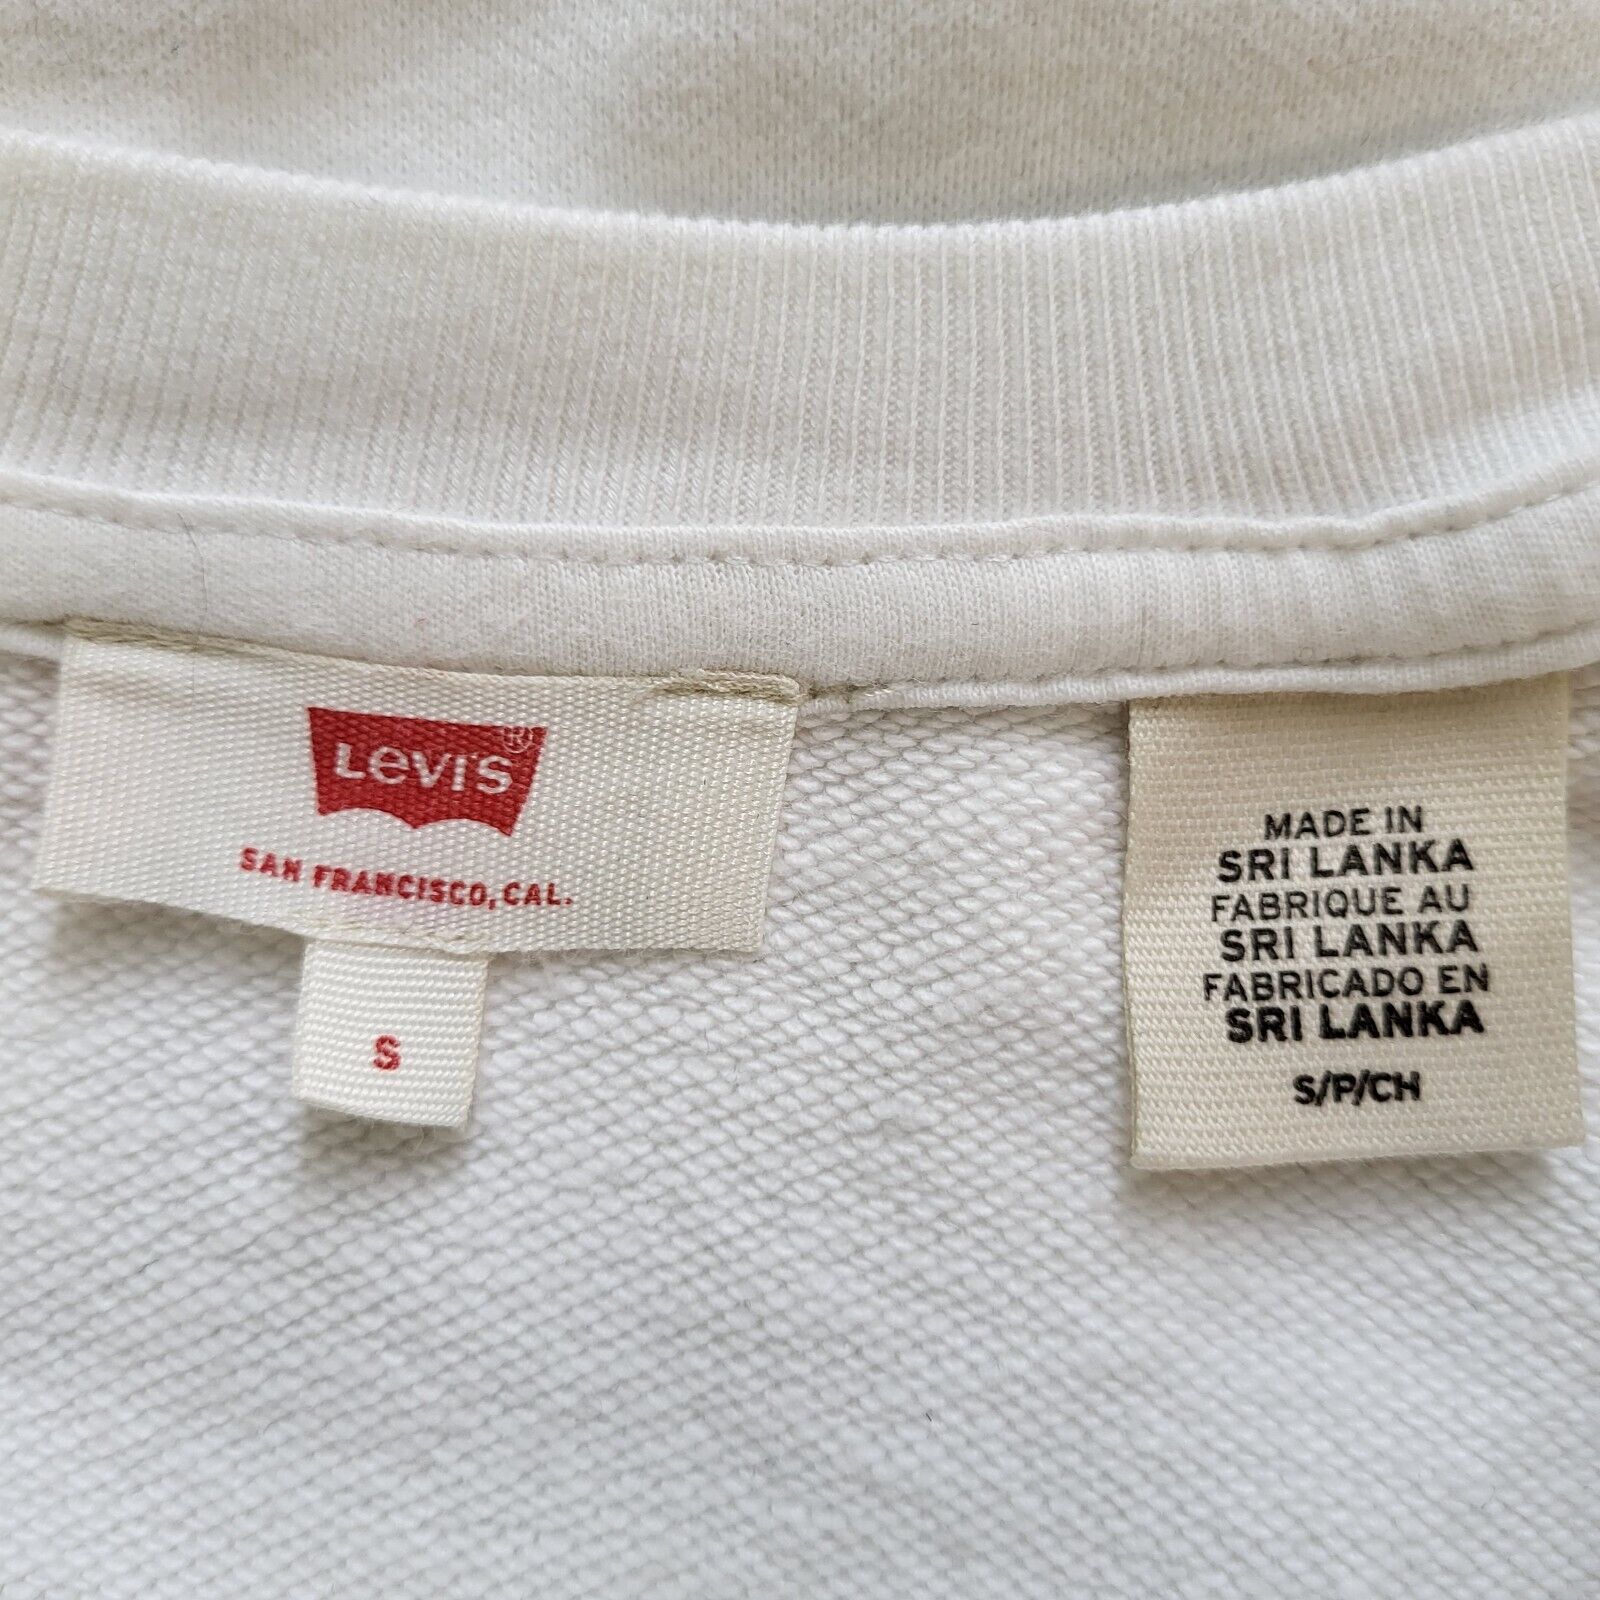 Levi's®
SAN FRANCISCO, CAL.
S
MADE IN
SRI LANKA
FABRIQUE AU
SRI LANKA
FABRICADO EN
SRI LANKA
S/P/CH